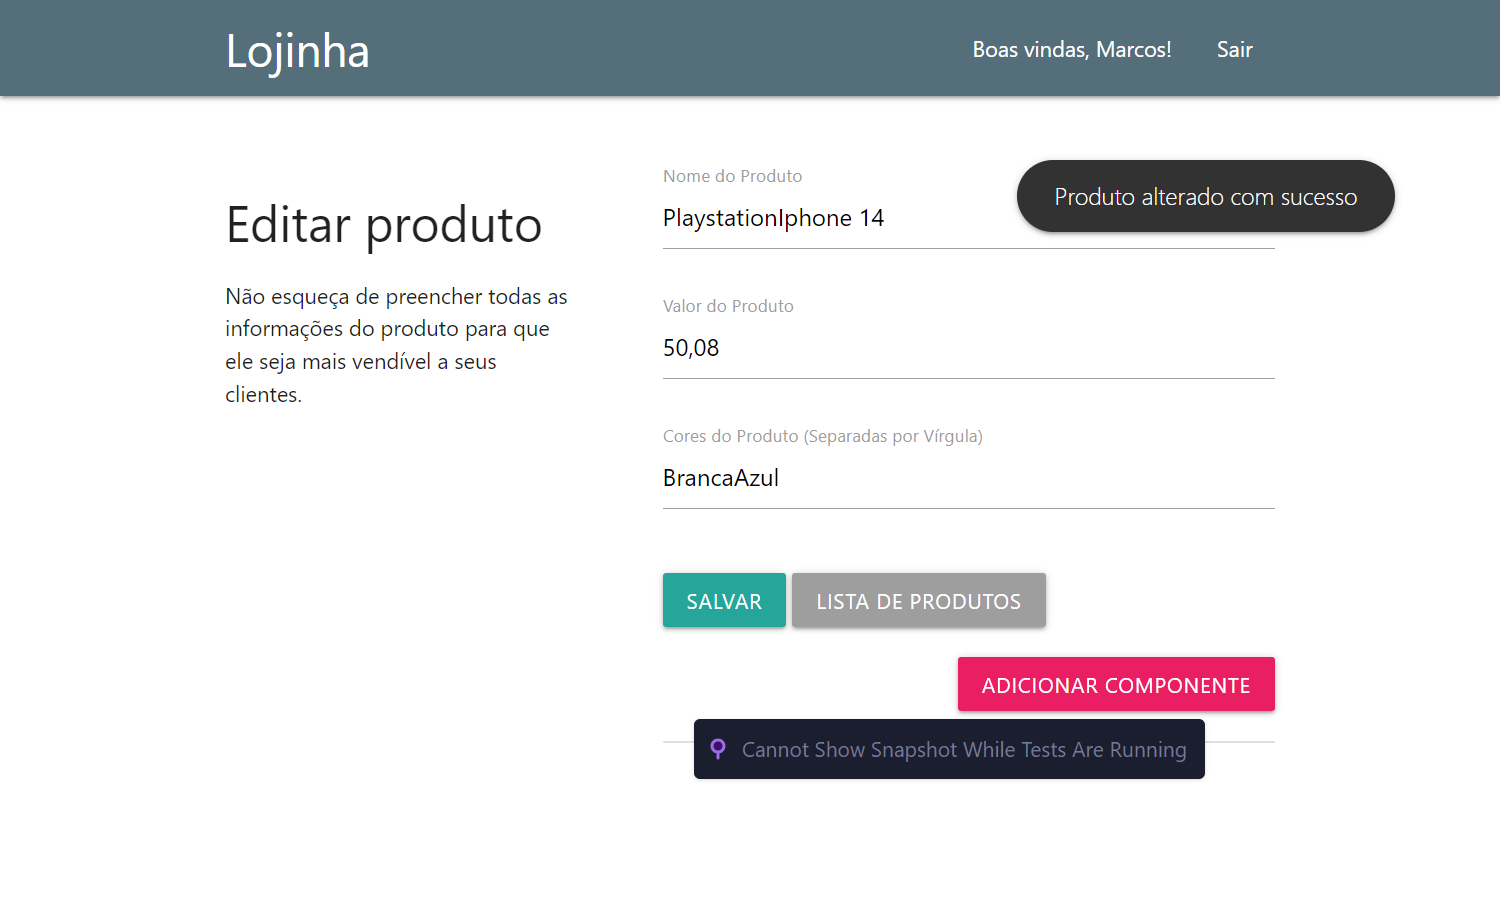 Lojinha
Boas vindas, Marcos!
Sair
Editar produto
Não esqueça de preencher todas as
informações do produto para que
ele seja mais vendível a seus
clientes.
Nome do Produto
PlaystationIphone 14
Produto alterado com sucesso
Valor do Produto
50,08
Cores do Produto (Separadas por Vírgula)
BrancaAzul
SALVAR
LISTA DE PRODUTOS
ADICIONAR COMPONENTE
Cannot Show Snapshot While Tests Are Running